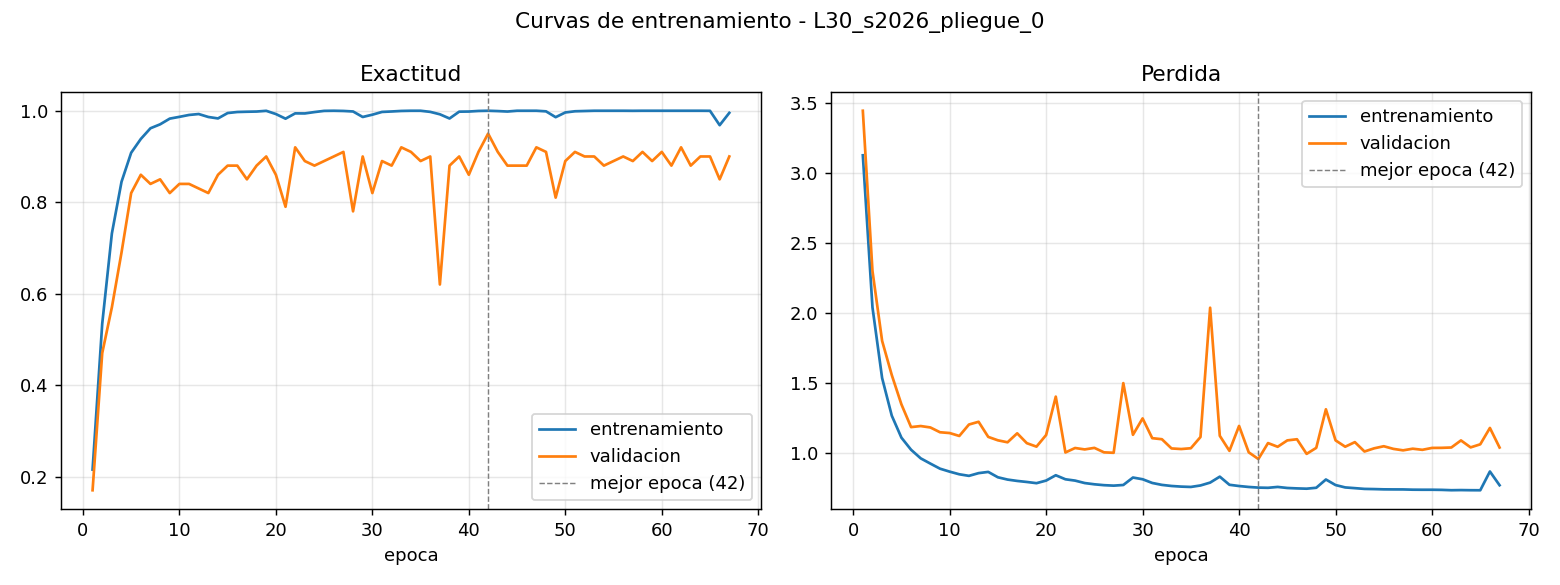 Curvas de entrenamiento - L30_s2026_pliegue_0
Exactitud
1.0
0.8
0.6
0.4
0.2
0
10
20
30
40
50
60
70
epoca
entrenamiento
validacion
mejor epoca (42)
Perdida
3.5
3.0
2.5
2.0
1.5
1.0
0
10
20
30
40
50
60
70
epoca
entrenamiento
validacion
mejor epoca (42)